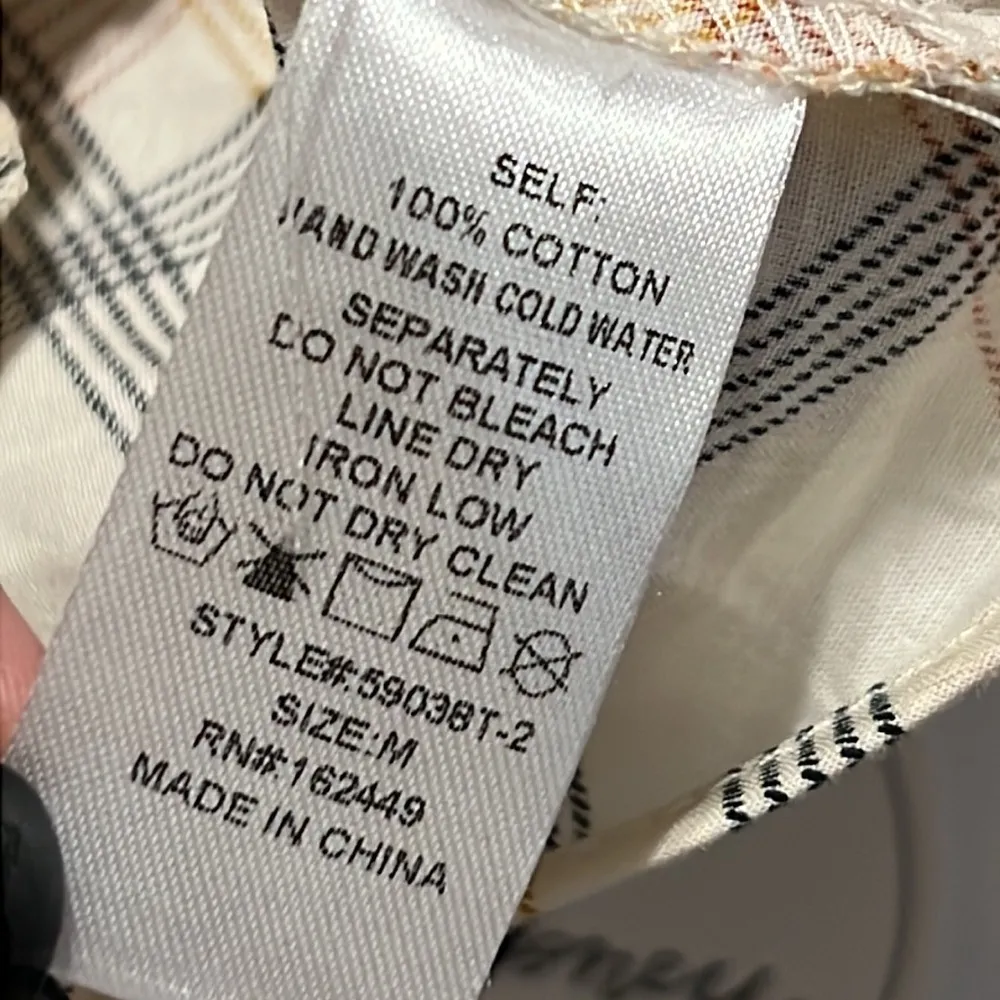 SELF:
100% COTTON
HAND WASH COLD WATER
SEPARATELY
DO NOT BLEACH
LINE DRY
IRON LOW
DO NOT DRY CLEAN
STYLE#:59038T-2
SIZE:M
RN#162449
MADE IN CHINA